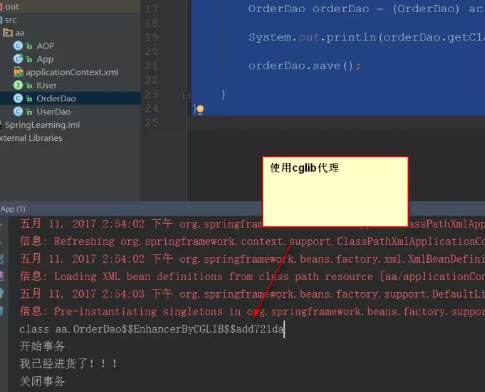 out
src
aa
AOP
App
applicationContext.xml
IUser
OrderDao
UserDao
SpringLearning.iml
xternal Libraries
17
18
19
20
21
22
23
24
25
OrderDao orderDao = (OrderDao) ac
System.out.println(orderDao.getCla
orderDao.save();
}
}
使用cglib代理
App (1)
五月 11, 2017 2:54:02 下午 org.springframework.context.support.ClassPathXmlApp
信息: Refreshing org.springframework.context.support.ClassPathXmlApplicationCo
五月 11, 2017 2:54:02 下午 org.springframework.beans.factory.xml.XmlBeanDefini
信息: Loading XML bean definitions from class path resource [aa/applicationCon
五月 11, 2017 2:54:03 下午 org.springframework.beans.factory.support.DefaultLi
信息: Pre-instantiating singletons in org.springframework.beans.factory.suppor
class aa.OrderDao$$EnhancerByCGLIB$$add721da
开始事务
我已经进货了！！！
关闭事务